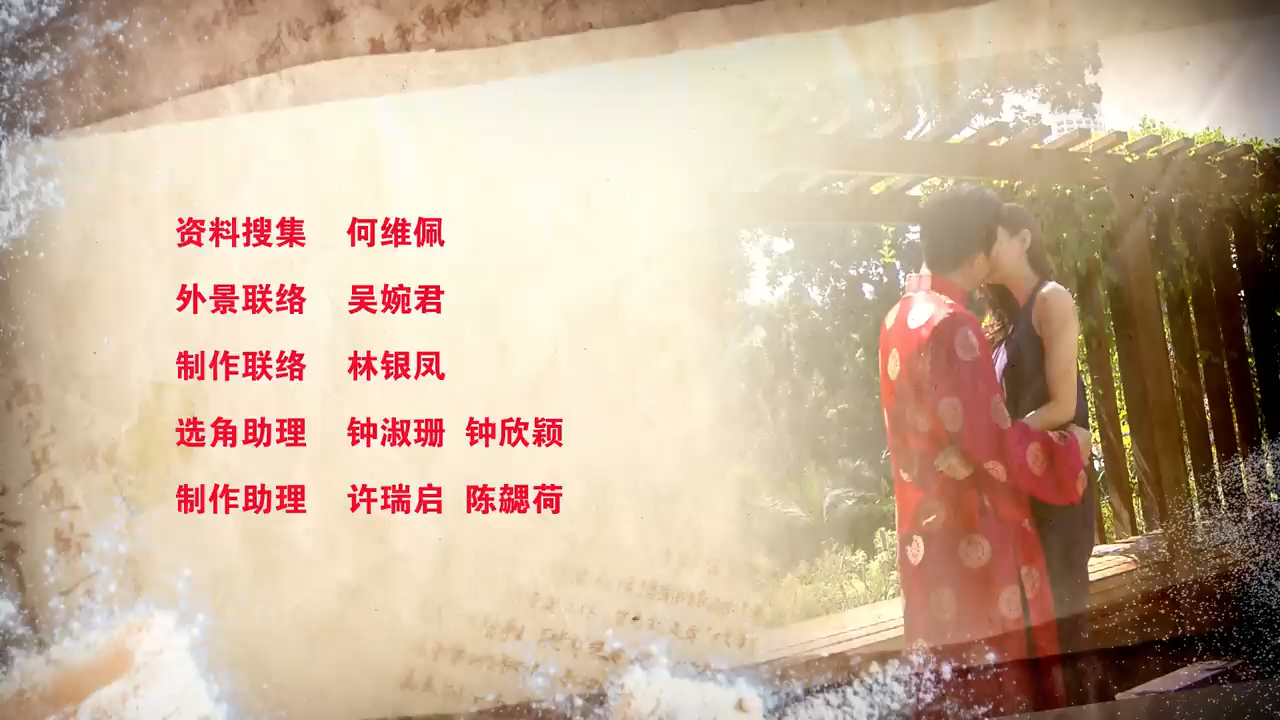 资料搜集 何维佩
外景联络 吴婉君
制作联络 林银凤
选角助理 钟淑珊 钟欣颖
制作助理 许瑞启 陈勰荷